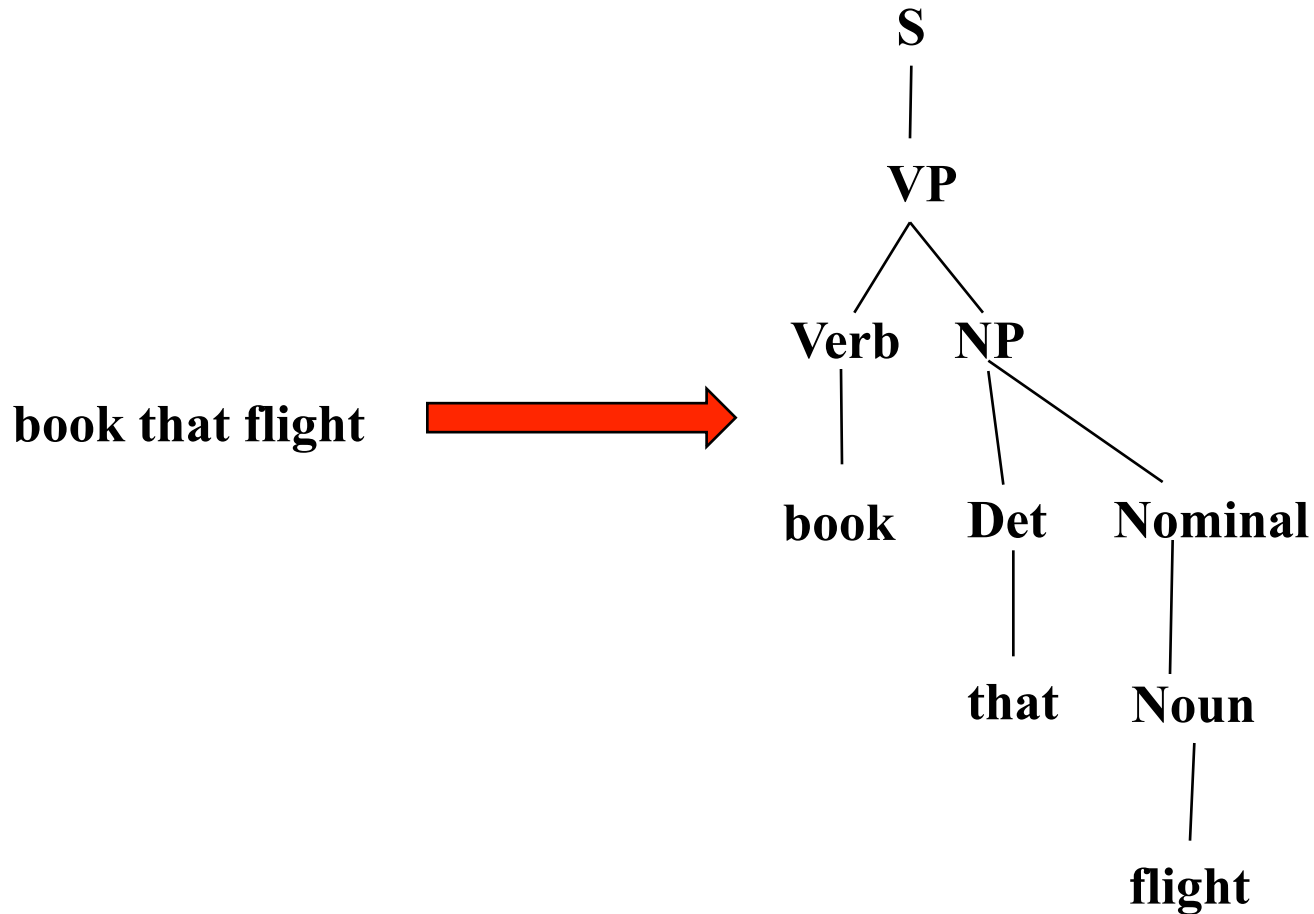 S
VP
Verb NP
book that flight
book Det Nominal
that Noun
flight